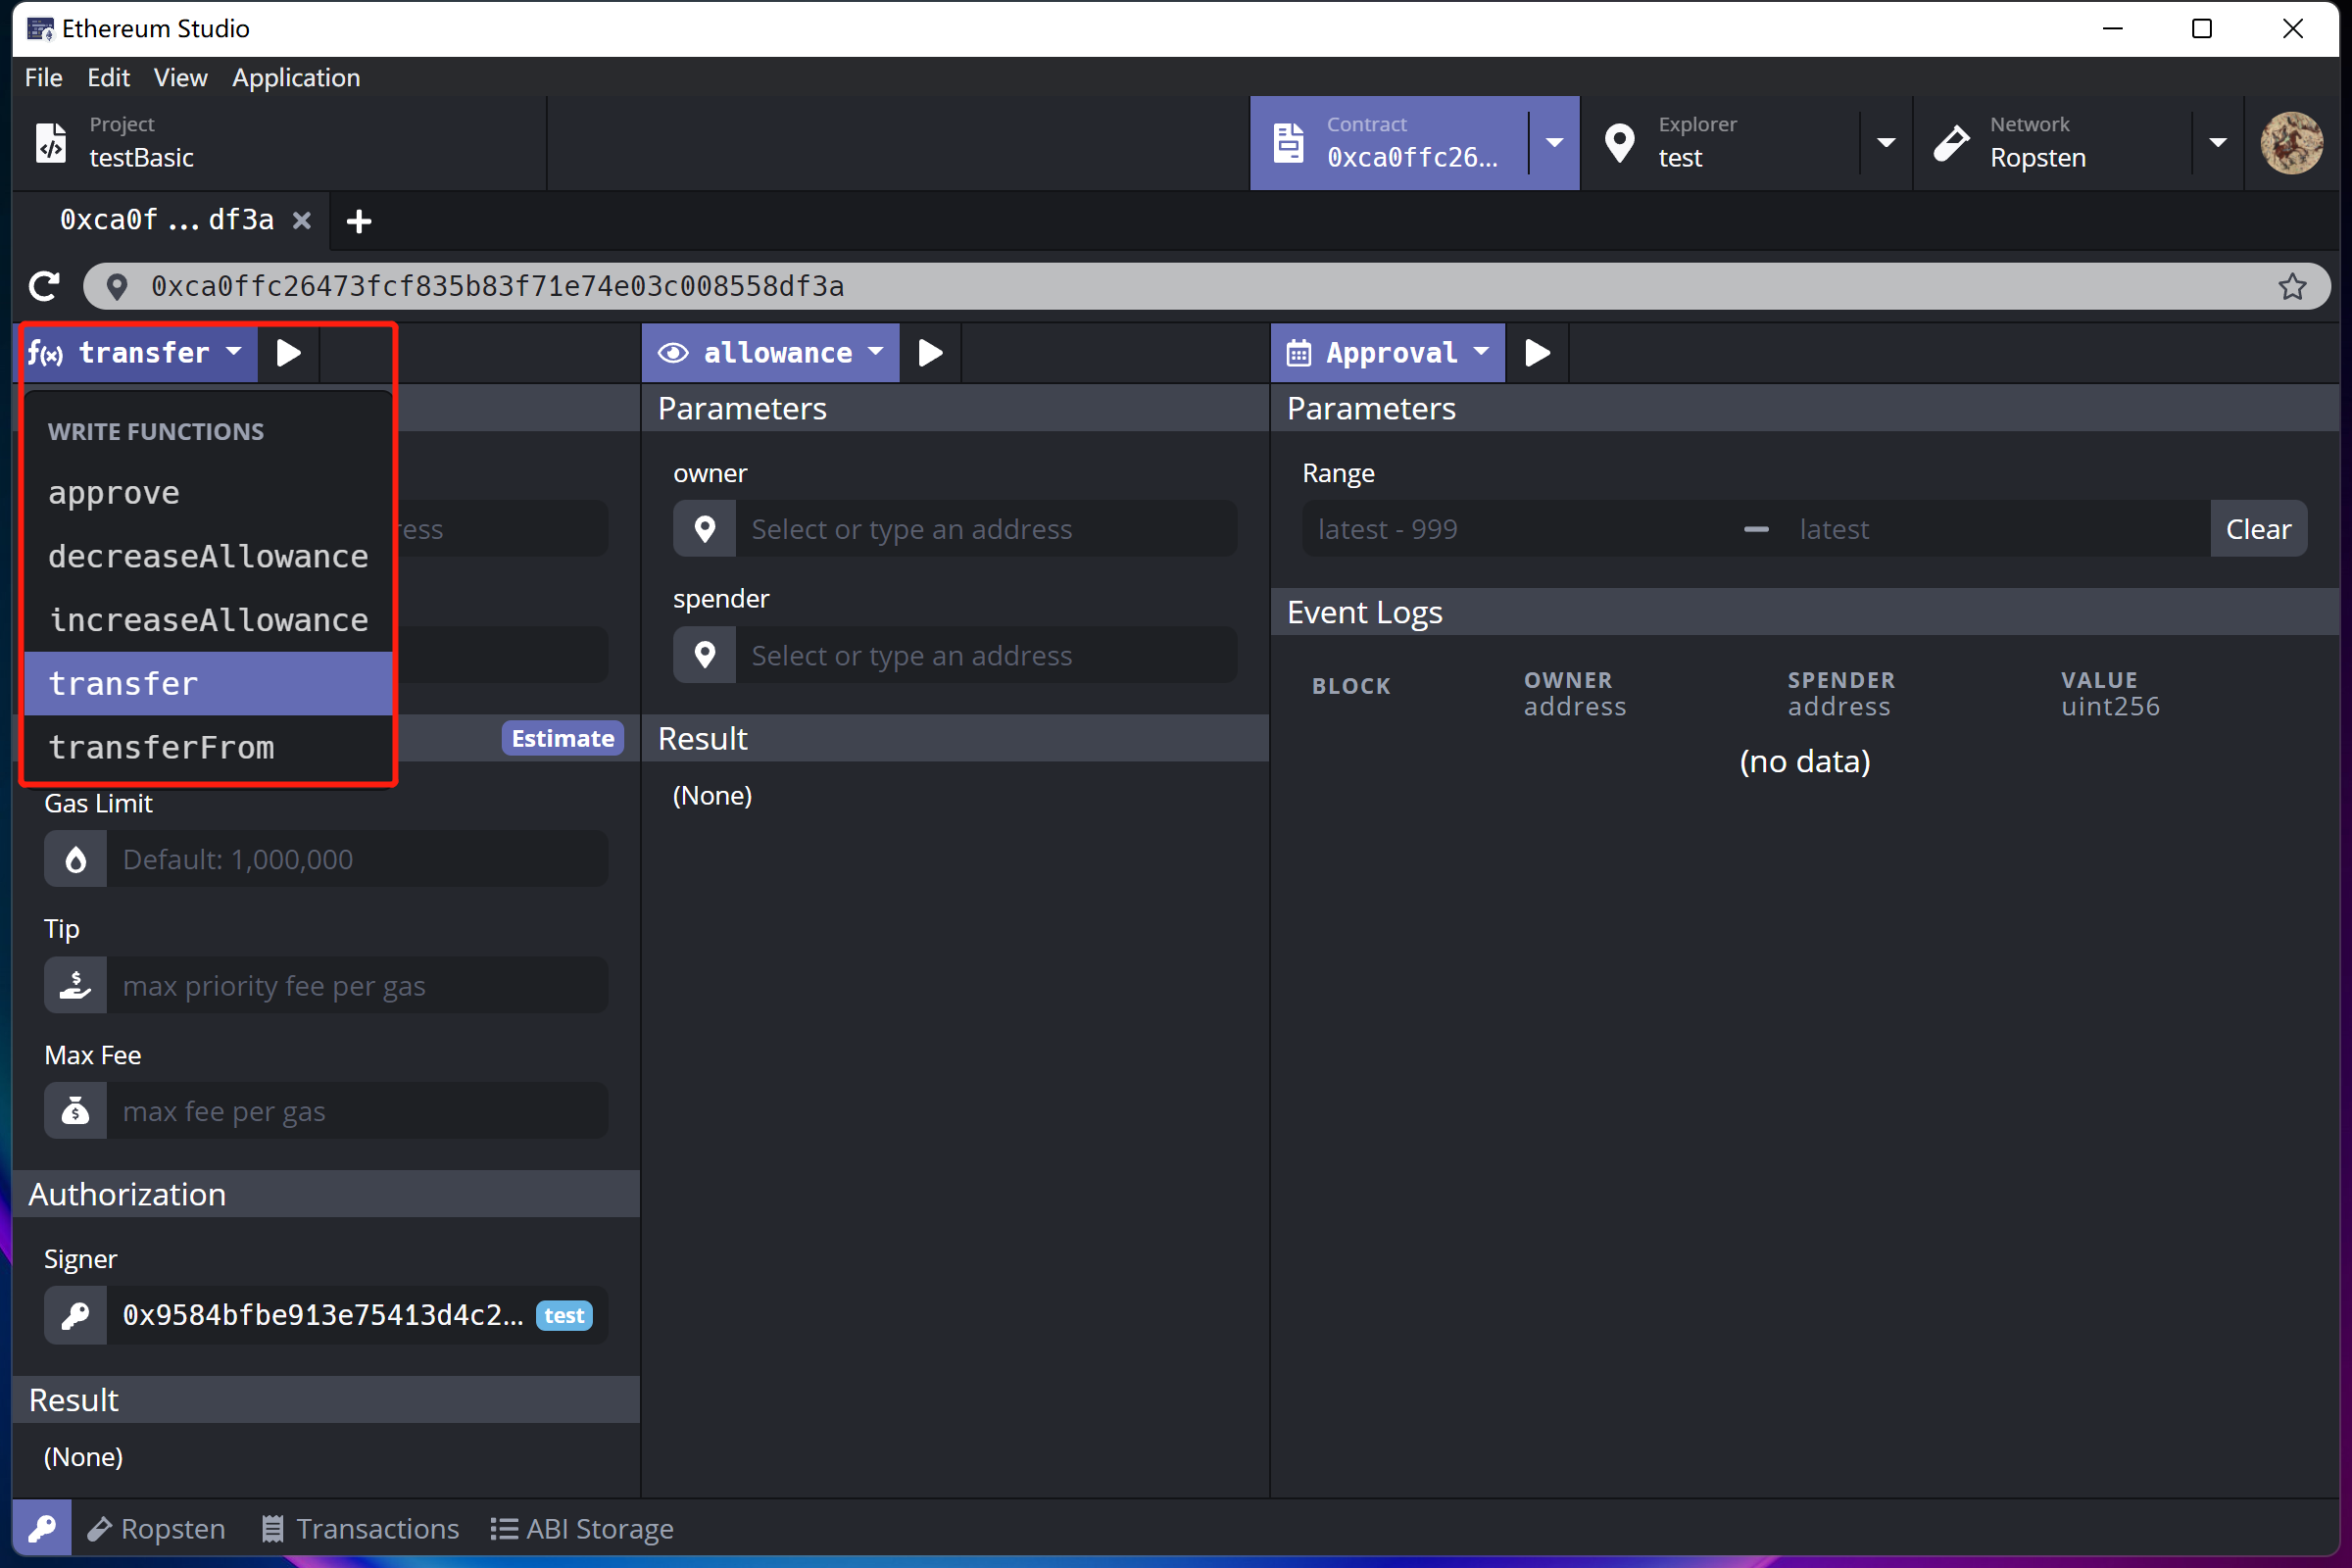 Ethereum Studio
File Edit View Application
Project
testBasic
Contract
0xca0ffc26...
Explorer
test
Network
Ropsten
0xca0f ... df3a
0xca0ffc26473fcf835b83f71e74e03c008558df3a
f(x) transfer
WRITE FUNCTIONS
approve
decreaseAllowance
increaseAllowance
transfer
transferFrom
ress
Estimate
Gas Limit
Default: 1,000,000
Tip
max priority fee per gas
Max Fee
max fee per gas
Authorization
Signer
0x9584bfbe913e75413d4c2... test
Result
(None)
allowance
Parameters
owner
Select or type an address
spender
Select or type an address
Result
(None)
Approval
Parameters
Range
latest - 999 — latest Clear
Event Logs
BLOCK OWNER SPENDER VALUE
address address uint256
(no data)
Ropsten Transactions ABI Storage